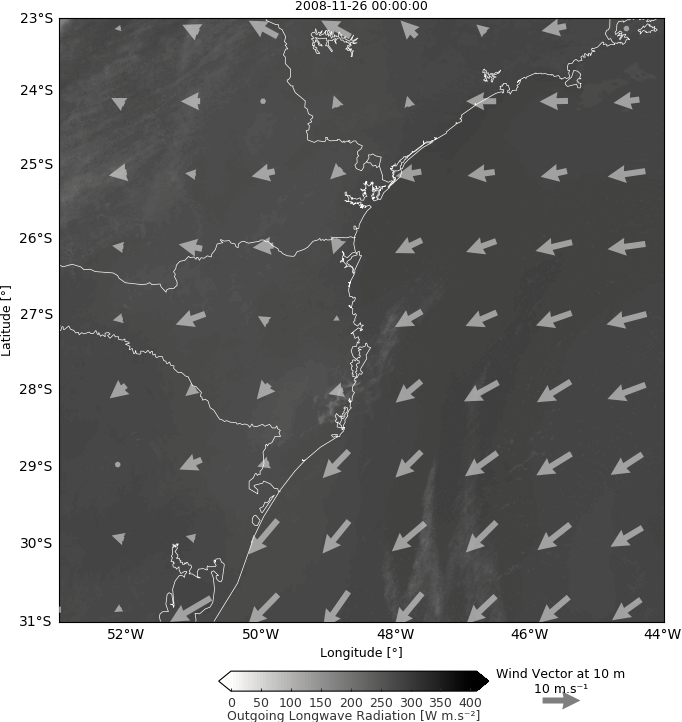 2008-11-26 00:00:00
23°S
24°S
25°S
26°S
27°S
28°S
29°S
30°S
31°S
Latitude [°]
52°W 50°W 48°W 46°W 44°W
Longitude [°]
0 50 100 150 200 250 300 350 400
Outgoing Longwave Radiation [W m.s⁻²]
Wind Vector at 10 m
10 m.s⁻¹